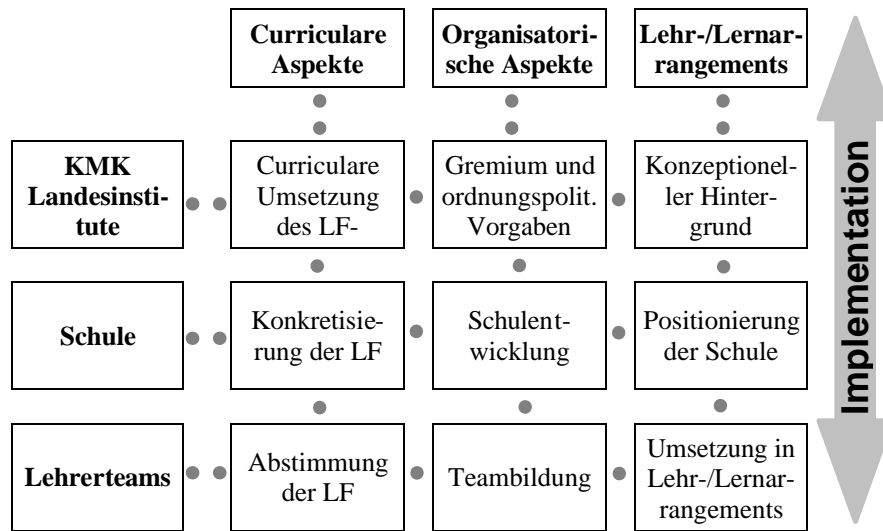 Curriculare
Aspekte
Organisatori-
sche Aspekte
Lehr-/Lernar-
rangements
KMK
Landesinsti-
tute
Curriculare
Umsetzung
des LF-
Gremium und
ordnungspolit.
Vorgaben
Konzeptionel-
ler Hinter-
grund
Schule
Konkretisie-
rung der LF
Schulent-
wicklung
Positionierung
der Schule
Lehrerteams
Abstimmung
der LF
Teambildung
Umsetzung in
Lehr-/Lernar-
rangements
Implementation